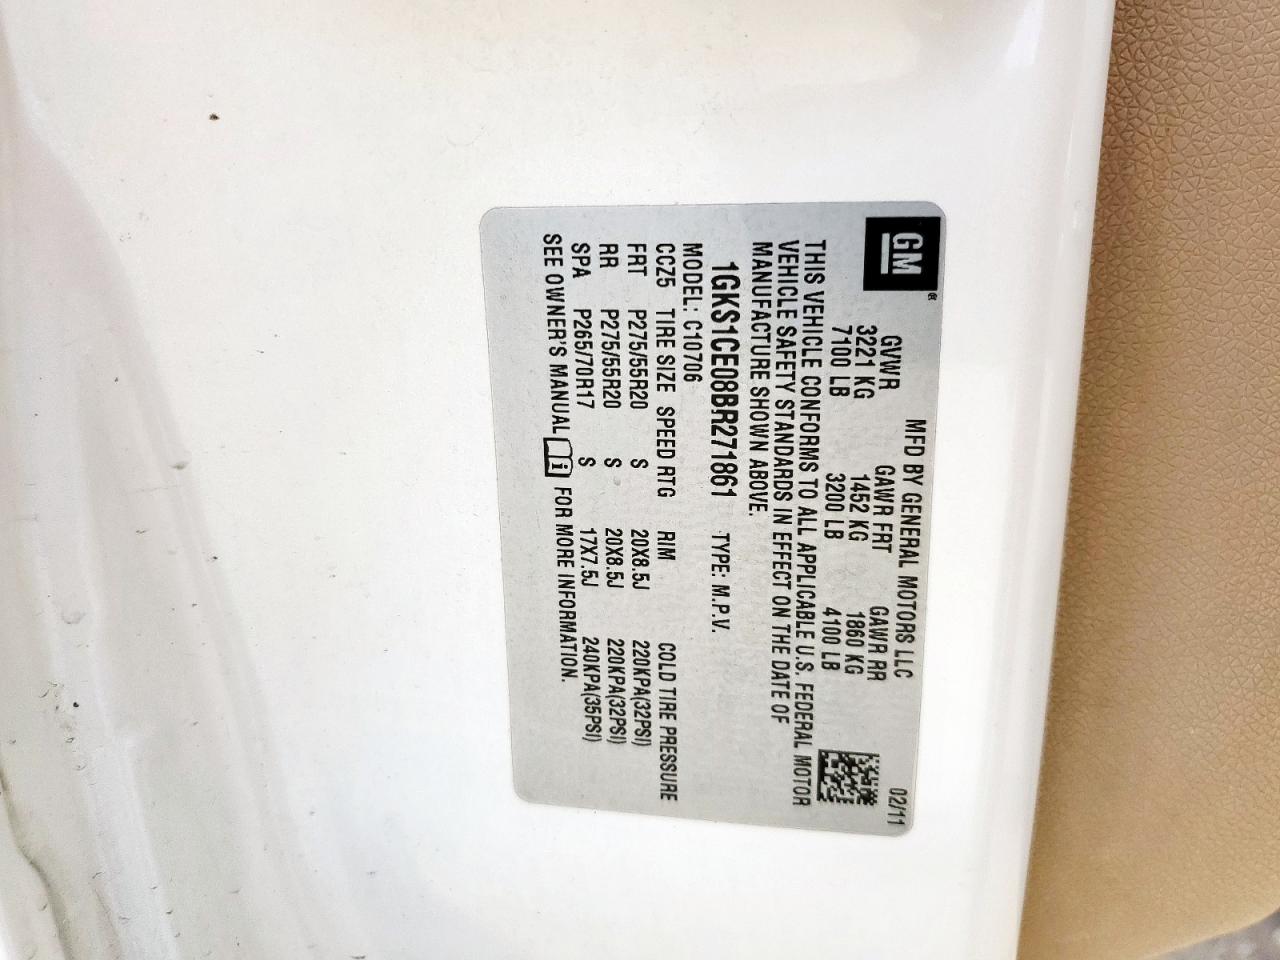 GM
MFD BY GENERAL MOTORS LLC 02/11
GVWR GAWR FRT GAWR RR
3221 KG 1452 KG 1860 KG
7100 LB 3200 LB 4100 LB
THIS VEHICLE CONFORMS TO ALL APPLICABLE U.S. FEDERAL MOTOR
VEHICLE SAFETY STANDARDS IN EFFECT ON THE DATE OF
MANUFACTURE SHOWN ABOVE.
1GKS1CE08BR271861 TYPE: M.P.V.
MODEL: C10706
CCZ5 TIRE SIZE SPEED RTG RIM COLD TIRE PRESSURE
FRT P275/55R20 S 20X8.5J 220KPA(32PSI)
RR P275/55R20 S 20X8.5J 220KPA(32PSI)
SPA P265/70R17 S 17X7.5J 240KPA(35PSI)
SEE OWNER'S MANUAL FOR MORE INFORMATION.